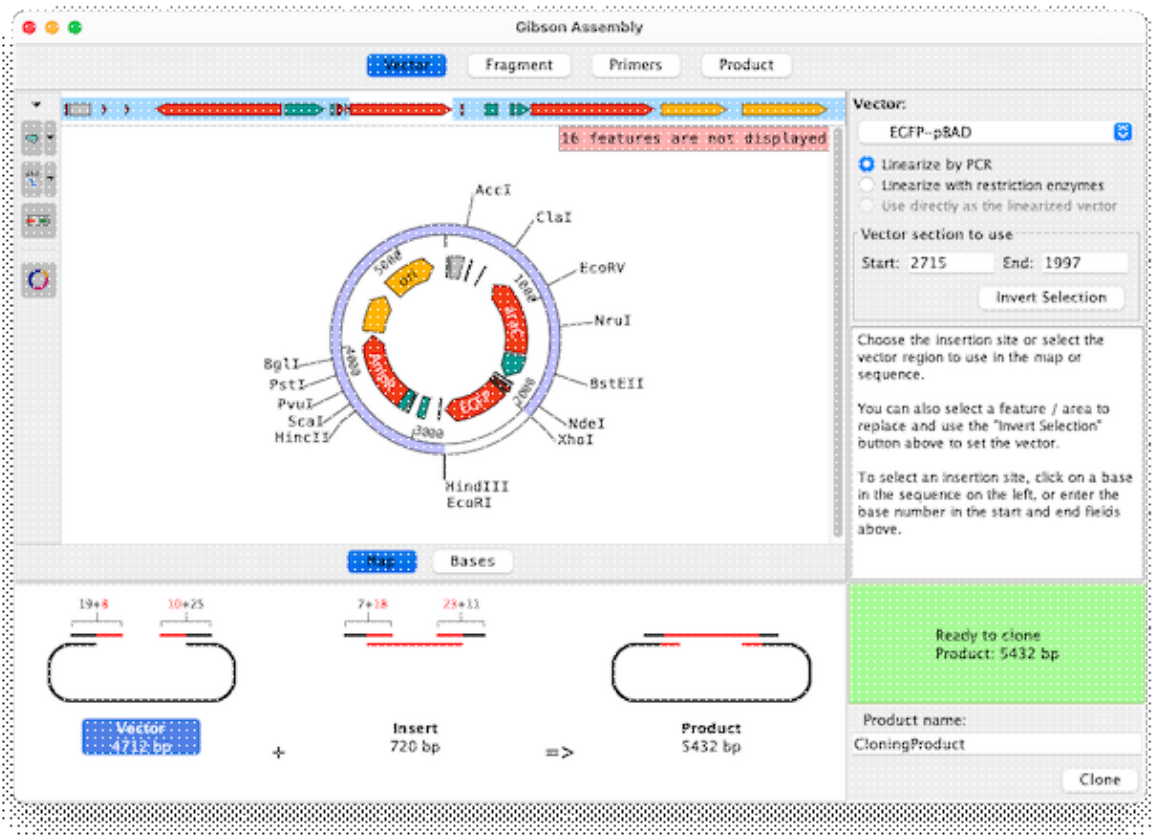 Gibson Assembly
Vector
Fragment
Primers
Product
16 features are not displayed
AccI
ClaI
EcoRV
NruI
BstEII
NdeI
XhoI
HindIII
EcoRI
BglI
PstI
PvuI
ScaI
HincII
1000
2000
3000
4000
5000
araC
EGFP
AmpR
ori
Map
Bases
Vector:
EGFP-pBAD
Linearize by PCR
Linearize with restriction enzymes
Use directly as the linearized vector
Vector section to use
Start: 2715 End: 1997
Invert Selection
Choose the insertion site or select the
vector region to use in the map or
sequence.
You can also select a feature / area to
replace and use the "Invert Selection"
button above to set the vector.
To select an insertion site, click on a base
in the sequence on the left, or enter the
base number in the start and end fields
above.
19+8 10+25
7+18 23+11
Vector
4712 bp
+
Insert
720 bp
=>
Product
5432 bp
Ready to clone
Product: 5432 bp
Product name:
CloningProduct
Clone